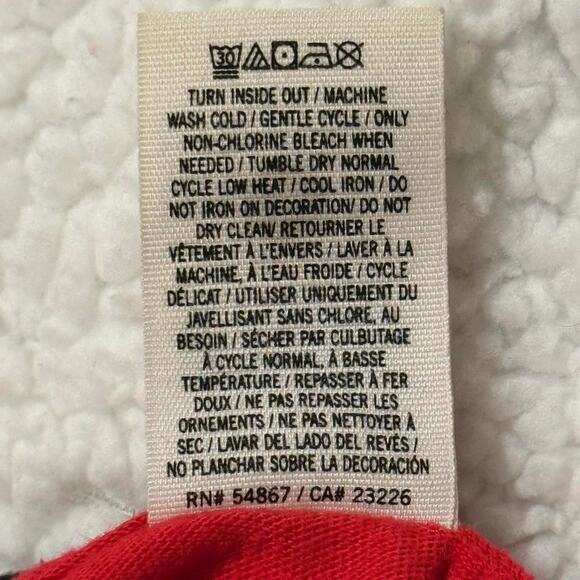 30
TURN INSIDE OUT / MACHINE
WASH COLD / GENTLE CYCLE / ONLY
NON-CHLORINE BLEACH WHEN
NEEDED / TUMBLE DRY NORMAL
CYCLE LOW HEAT / COOL IRON / DO
NOT IRON ON DECORATION/ DO NOT
DRY CLEAN/ RETOURNER LE
VÊTEMENT À L'ENVERS / LAVER À LA
MACHINE, À L'EAU FROIDE / CYCLE
DÉLICAT / UTILISER UNIQUEMENT DU
JAVELLISANT SANS CHLORE, AU
BESOIN / SÉCHER PAR CULBUTAGE
À CYCLE NORMAL, À BASSE
TEMPÉRATURE / REPASSER À FER
DOUX / NE PAS REPASSER LES
ORNEMENTS / NE PAS NETTOYER À
SEC / LAVAR DEL LADO DEL REVÉS /
NO PLANCHAR SOBRE LA DECORACIÓN
RN# 54867 / CA# 23226